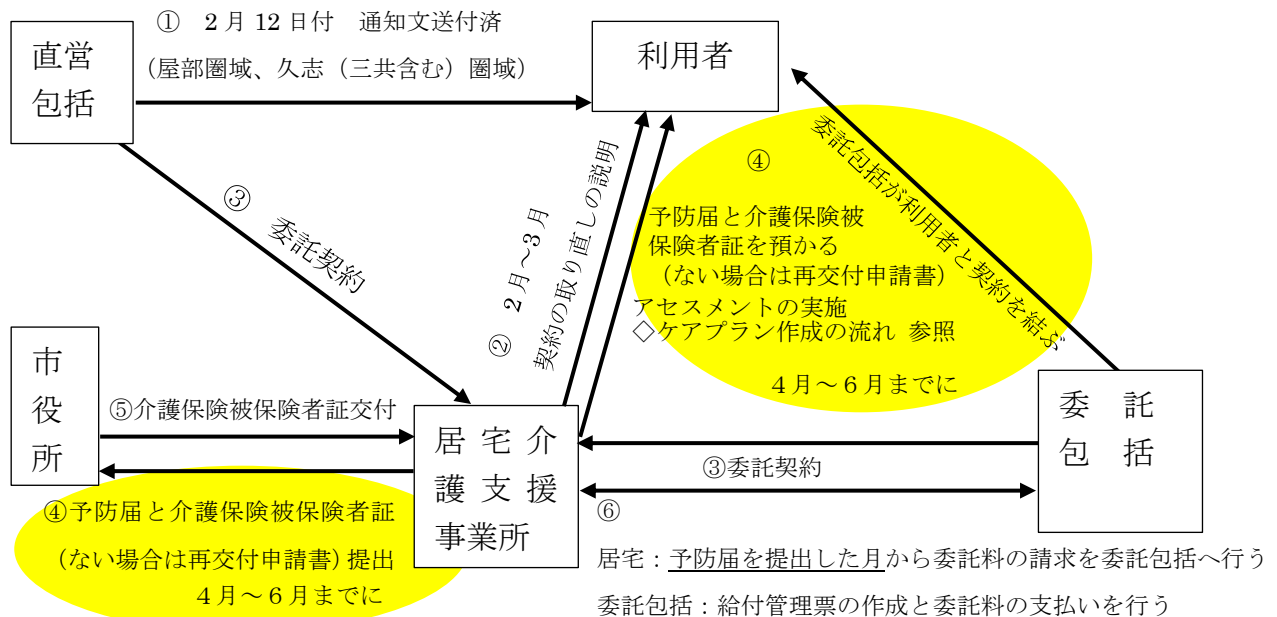 ① 2月12日付 通知文送付済
(屋部圏域、久志(三共含む)圏域)
直営
包括
利用者
③ 委託契約
② 2月～3月
契約の取り直しの説明
④
予防届と介護保険被
保険者証を預かる
(ない場合は再交付申請書)
アセスメントの実施
◇ケアプラン作成の流れ 参照
4月～6月までに
委託包括が利用者と契約を結ぶ
市
役
所
⑤介護保険被保険者証交付
居宅介
護支援
事業所
③委託契約
委託
包括
④予防届と介護保険被保険者証
(ない場合は再交付申請書)提出
4月～6月までに
⑥
居宅：予防届を提出した月から委託料の請求を委託包括へ行う
委託包括：給付管理票の作成と委託料の支払いを行う